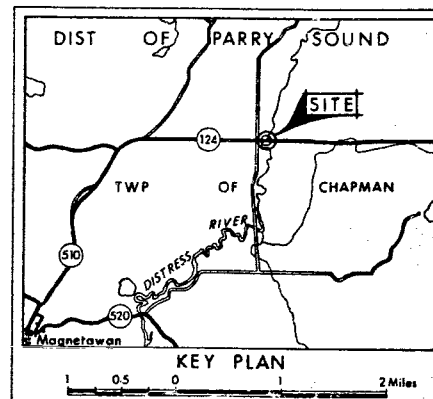 DIST OF PARRY SOUND
SITE
124
TWP OF CHAPMAN
RIVER
DISTRESS
510
520
Magnetawan
KEY PLAN
1 0·5 0 1 2 Miles